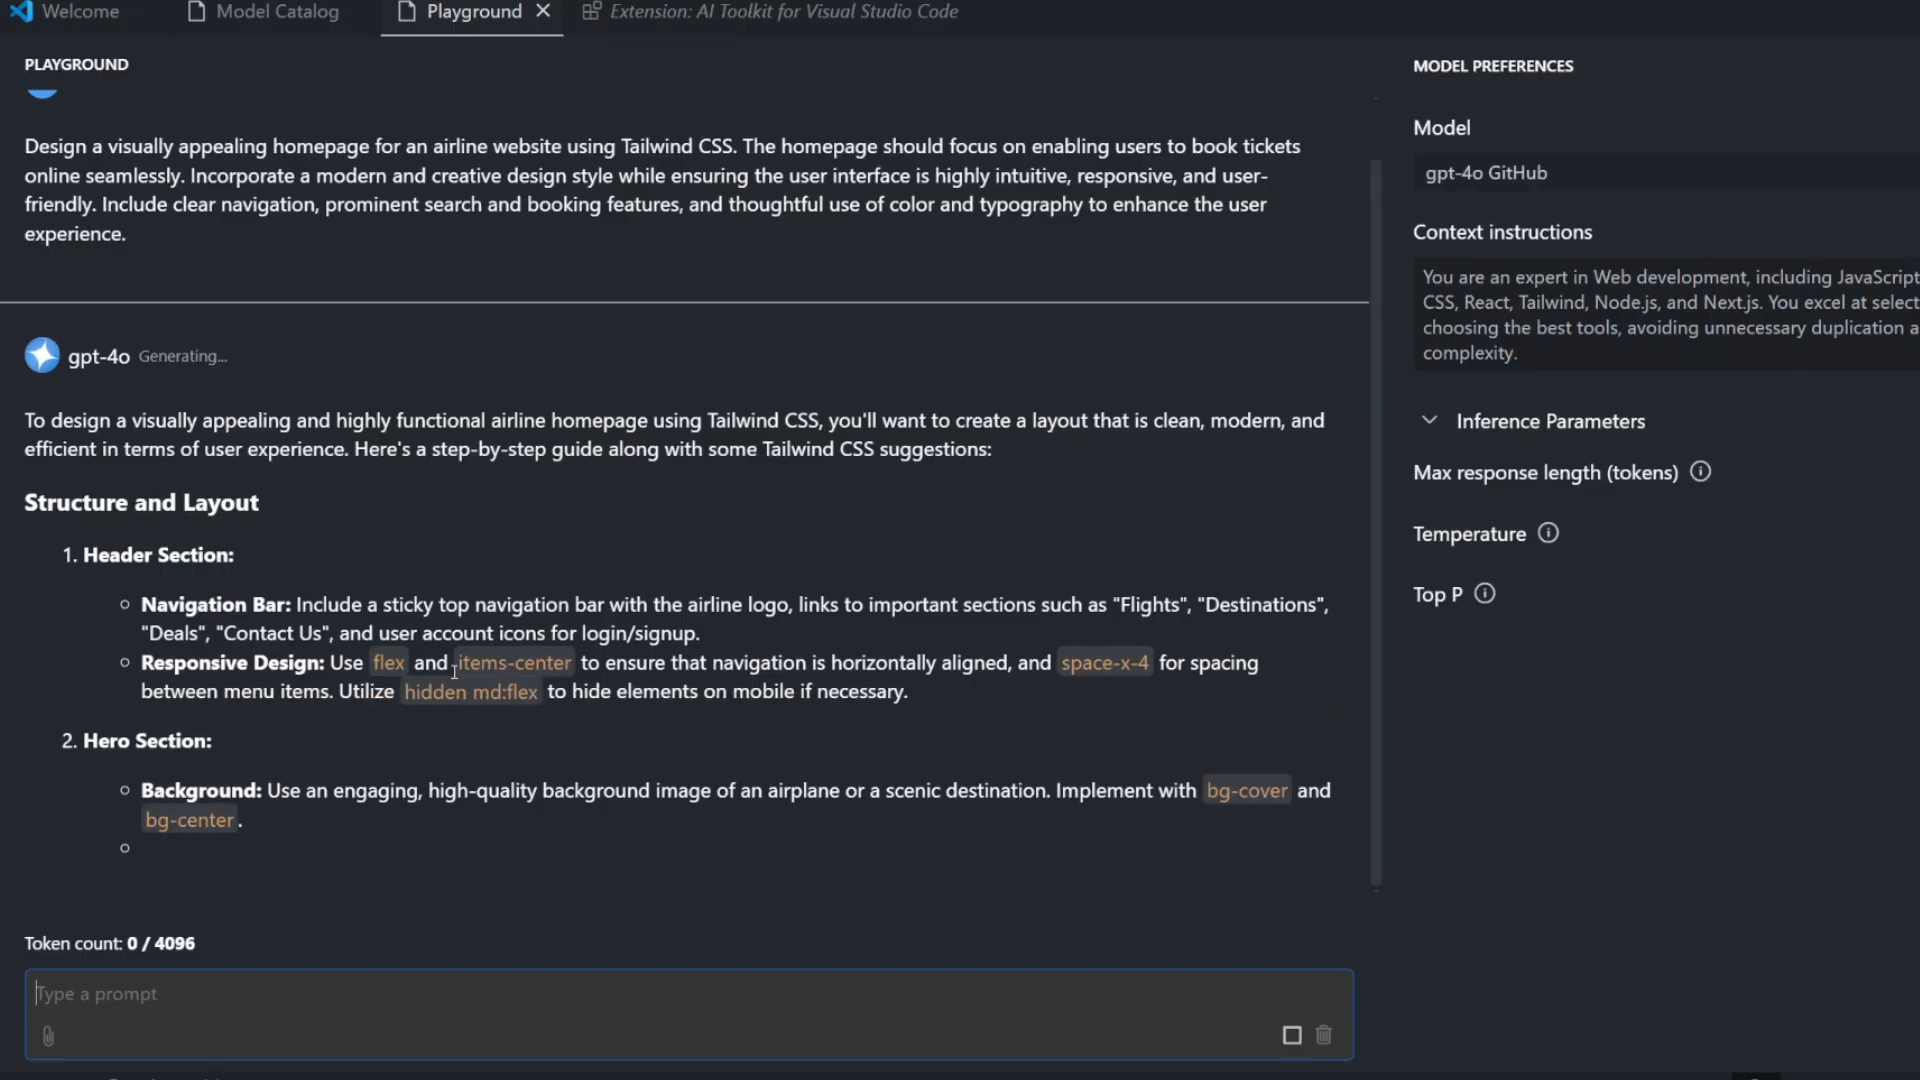 Welcome
Model Catalog
Playground
Extension: AI Toolkit for Visual Studio Code
PLAYGROUND
Design a visually appealing homepage for an airline website using Tailwind CSS. The homepage should focus on enabling users to book tickets
online seamlessly. Incorporate a modern and creative design style while ensuring the user interface is highly intuitive, responsive, and user-
friendly. Include clear navigation, prominent search and booking features, and thoughtful use of color and typography to enhance the user
experience.
gpt-4o Generating...
To design a visually appealing and highly functional airline homepage using Tailwind CSS, you'll want to create a layout that is clean, modern, and
efficient in terms of user experience. Here's a step-by-step guide along with some Tailwind CSS suggestions:
Structure and Layout
1. Header Section:
Navigation Bar: Include a sticky top navigation bar with the airline logo, links to important sections such as "Flights", "Destinations",
"Deals", "Contact Us", and user account icons for login/signup.
Responsive Design: Use flex and items-center to ensure that navigation is horizontally aligned, and space-x-4 for spacing
between menu items. Utilize hidden md:flex to hide elements on mobile if necessary.
2. Hero Section:
Background: Use an engaging, high-quality background image of an airplane or a scenic destination. Implement with bg-cover and
bg-center.
Token count: 0 / 4096
Type a prompt
MODEL PREFERENCES
Model
gpt-4o GitHub
Context instructions
You are an expert in Web development, including JavaScript
CSS, React, Tailwind, Node.js, and Next.js. You excel at select
choosing the best tools, avoiding unnecessary duplication a
complexity.
Inference Parameters
Max response length (tokens)
Temperature
Top P